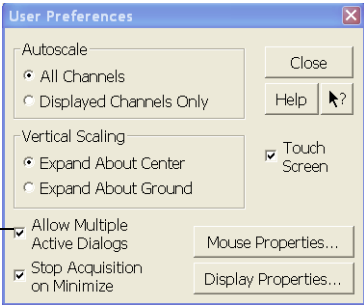 User Preferences
Autoscale
All Channels
Displayed Channels Only
Close
Help
?
Vertical Scaling
Expand About Center
Expand About Ground
Touch
Screen
Allow Multiple
Active Dialogs
Mouse Properties...
Stop Acquisition
on Minimize
Display Properties...